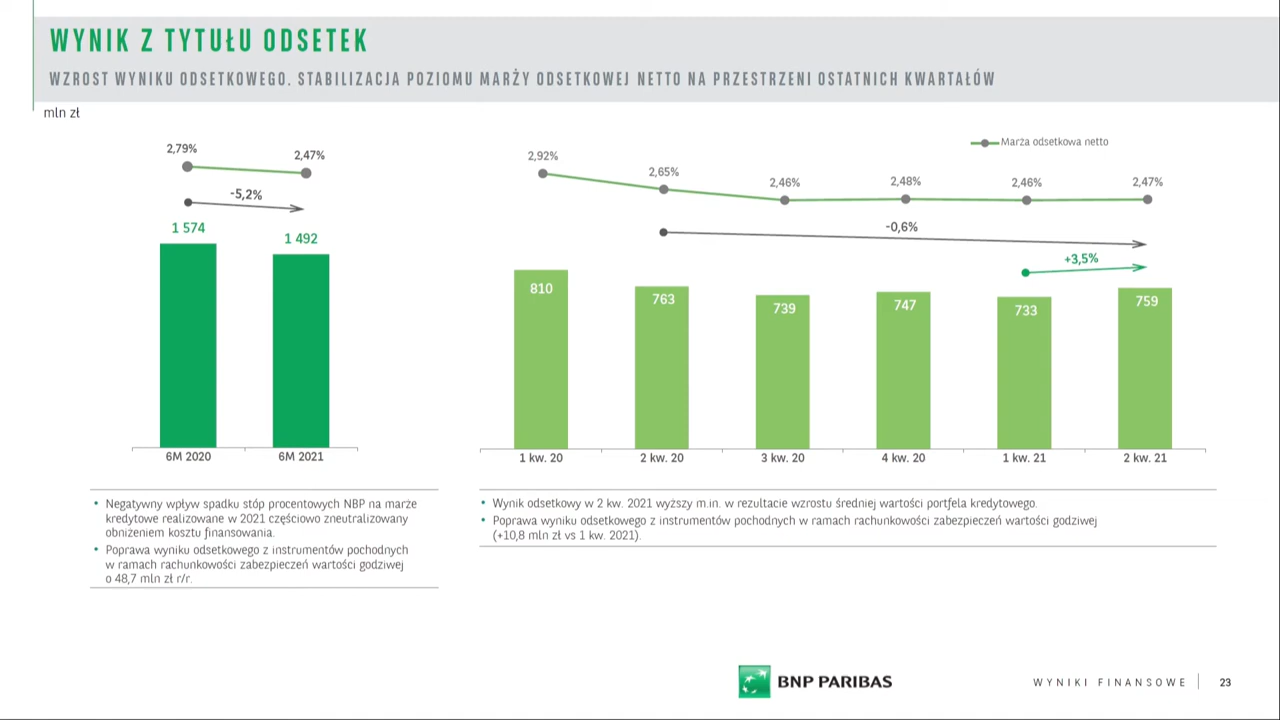 WYNIK Z TYTUŁU ODSETEK
WZROST WYNIKU ODSETKOWEGO. STABILIZACJA POZIOMU MARŻY ODSETKOWEJ NETTO NA PRZESTRZENI OSTATNICH KWARTAŁÓW
mln zł
2,79%
2,47%
-5,2%
1 574
1 492
6M 2020
6M 2021
Marża odsetkowa netto
2,92%
2,65%
2,46%
2,48%
2,46%
2,47%
-0,6%
+3,5%
810
763
739
747
733
759
1 kw. 20
2 kw. 20
3 kw. 20
4 kw. 20
1 kw. 21
2 kw. 21
• Negatywny wpływ spadku stóp procentowych NBP na marże
kredytowe realizowane w 2021 częściowo zneutralizowany
obniżeniem kosztu finansowania.
• Poprawa wyniku odsetkowego z instrumentów pochodnych
w ramach rachunkowości zabezpieczeń wartości godziwej
o 48,7 mln zł r/r.
• Wynik odsetkowy w 2 kw. 2021 wyższy m.in. w rezultacie wzrostu średniej wartości portfela kredytowego.
• Poprawa wyniku odsetkowego z instrumentów pochodnych w ramach rachunkowości zabezpieczeń wartości godziwej
(+10,8 mln zł vs 1 kw. 2021).
BNP PARIBAS
WYNIKI FINANSOWE
23